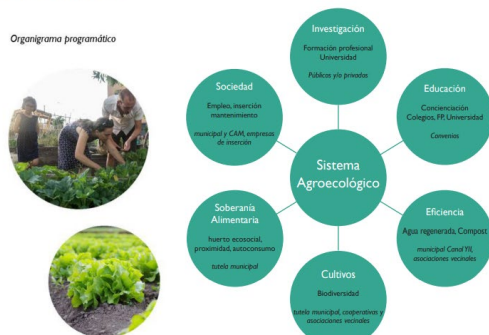 Organigrama programático
Investigación
Formación profesional
Universidad
Públicas y/o privadas
Sociedad
Empleo, inserción
mantenimiento
municipal y CAM, empresas
de inserción
Educación
Concienciación
Colegios, FP, Universidad
Convenios
Sistema
Agroecológico
Soberanía
Alimentaria
huerto ecosocial,
proximidad, autoconsumo
tutela municipal
Eficiencia
Agua regenerada, Compost
municipal Canal YII,
asociaciones vecinales
Cultivos
Biodiversidad
tutela municipal, cooperativas y
asociaciones vecinales